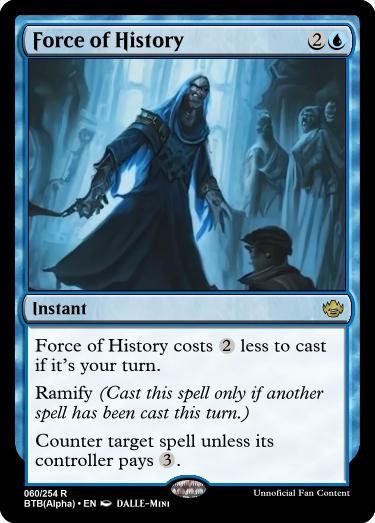 Force of History 2
Instant
Force of History costs 2 less to cast
if it's your turn.
Ramify (Cast this spell only if another
spell has been cast this turn.)
Counter target spell unless its
controller pays 3.
060/254 R
BTB(Alpha) • EN DALLE-Mini
Unnofficial Fan Content